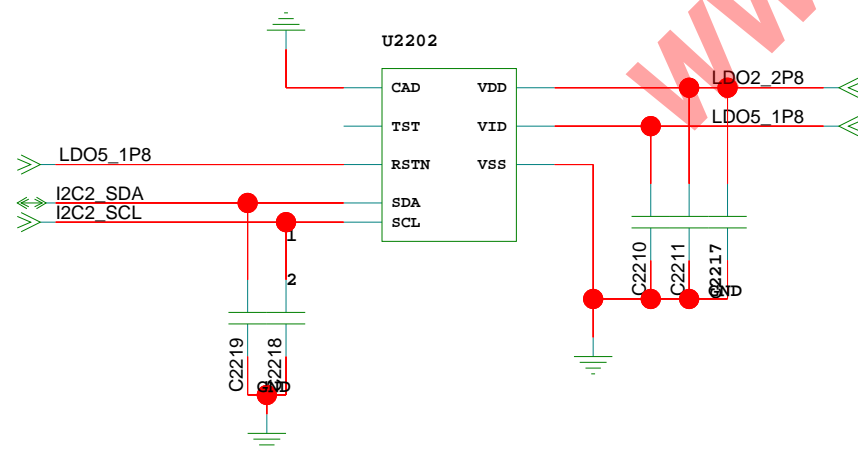 U2202
CAD VDD LDO2_2P8
TST VID LDO5_1P8
LDO5_1P8 RSTN VSS
I2C2_SDA SDA
I2C2_SCL SCL
1
2
C2210 C2211 C2217
GND
C2219 C2218
GND
WW